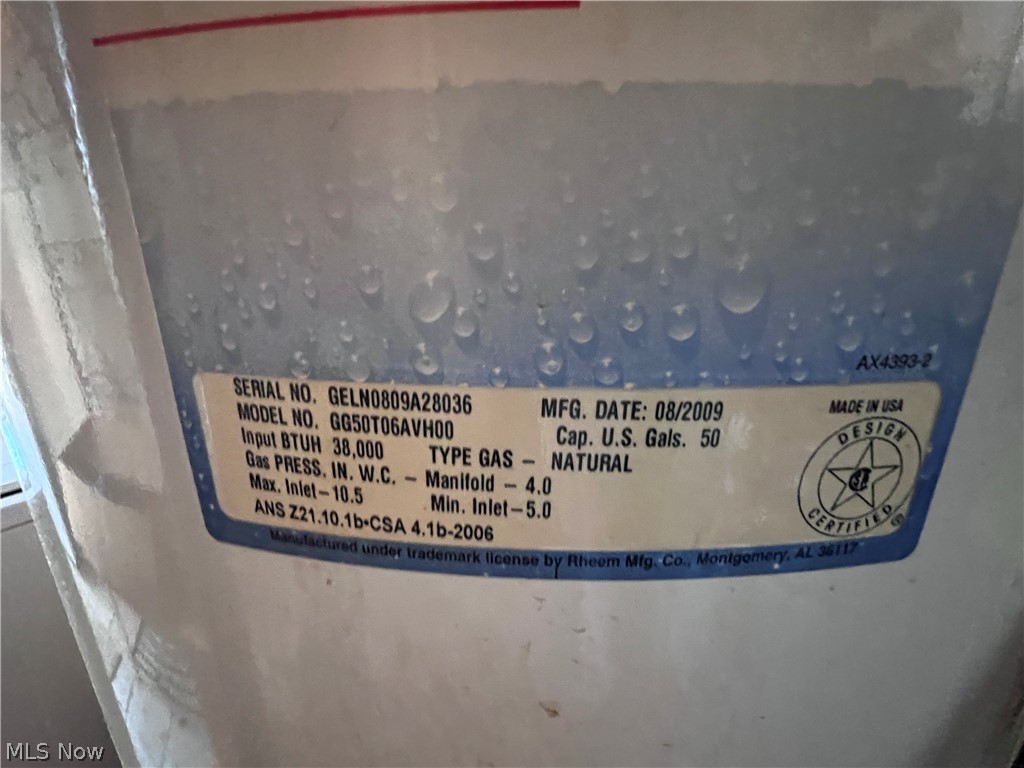 AX4393-2
SERIAL NO. GELN0809A28036
MFG. DATE: 08/2009
MADE IN USA
MODEL NO. GG50T06AVH00
Cap. U.S. Gals. 50
Input BTUH 38,000
TYPE GAS – NATURAL
Gas PRESS. IN. W.C. – Manifold – 4.0
Max. Inlet–10.5
Min. Inlet–5.0
ANS Z21.10.1b•CSA 4.1b-2006
DESIGN
CERTIFIED ®
Manufactured under trademark license by Rheem Mfg. Co., Montgomery, AL 36117
MLS Now